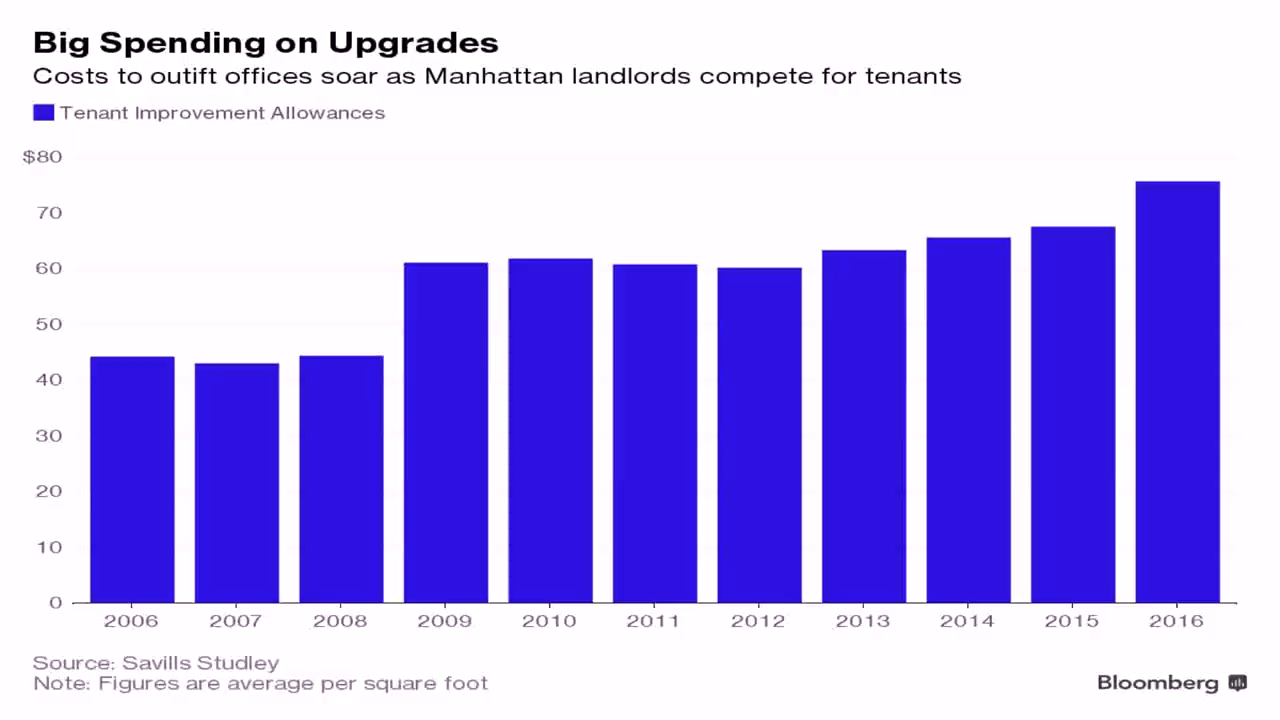 Big Spending on Upgrades
Costs to outift offices soar as Manhattan landlords compete for tenants
Tenant Improvement Allowances
$80
70
60
50
40
30
20
10
0
2006 2007 2008 2009 2010 2011 2012 2013 2014 2015 2016
Source: Savills Studley
Note: Figures are average per square foot
Bloomberg